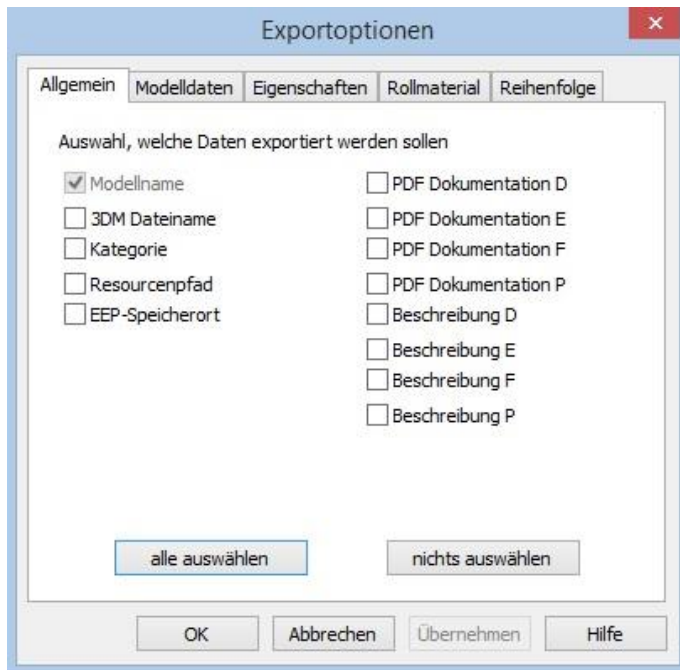 Exportoptionen
Allgemein Modelldaten Eigenschaften Rollmaterial Reihenfolge
Auswahl, welche Daten exportiert werden sollen
Modellname PDF Dokumentation D
3DM Dateiname PDF Dokumentation E
Kategorie PDF Dokumentation F
Resourcenpfad PDF Dokumentation P
EEP-Speicherort Beschreibung D
Beschreibung E
Beschreibung F
Beschreibung P
alle auswählen nichts auswählen
OK Abbrechen Übernehmen Hilfe